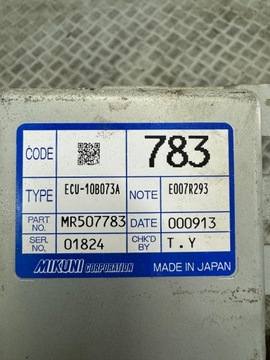 CODE 783
TYPE ECU-10B073A NOTE E007R293
PART NO. MR507783 DATE 000913
SER. NO. 01824 CHK'D BY T.Y
MIKUNI CORPORATION MADE IN JAPAN